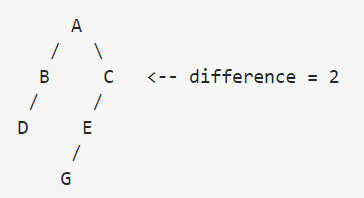 A
/ \
B C <-- difference = 2
/ /
D E
/
G